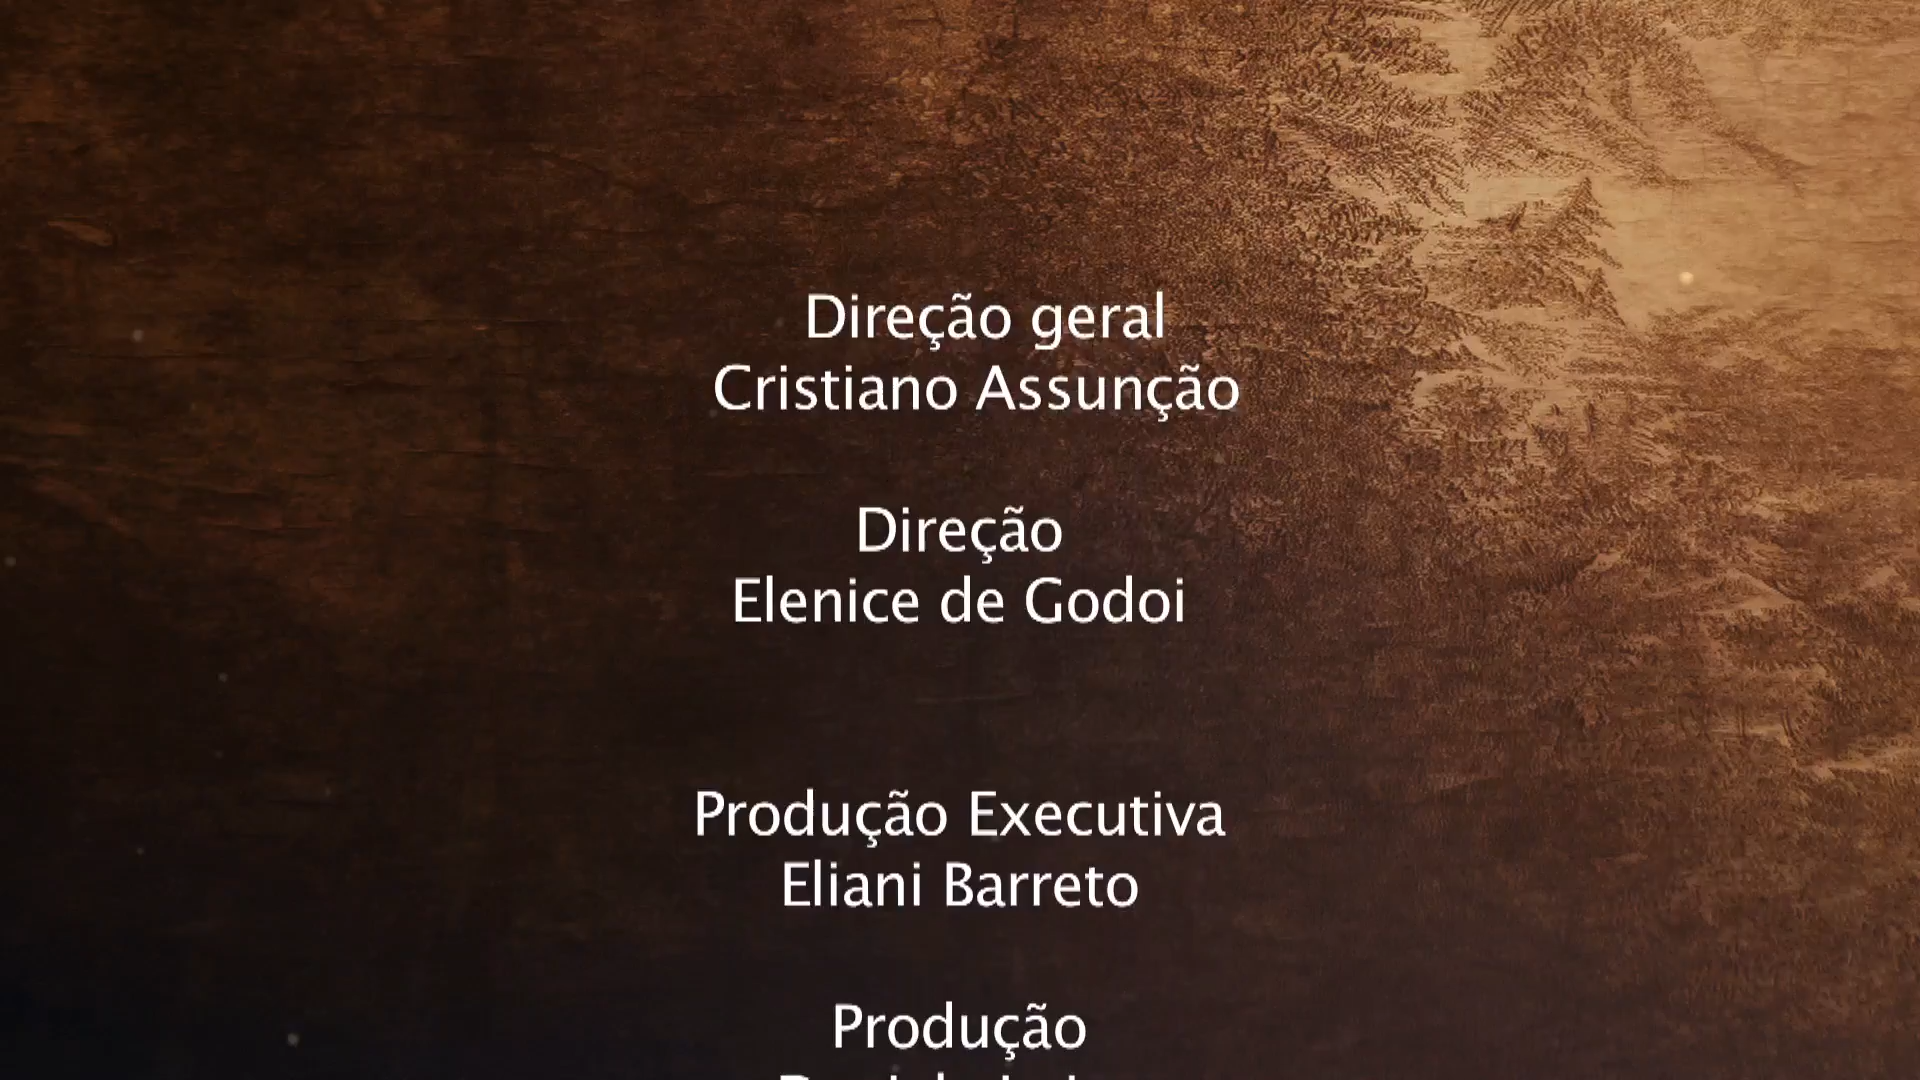 Direção geral
Cristiano Assunção
Direção
Elenice de Godoi
Produção Executiva
Eliani Barreto
Produção